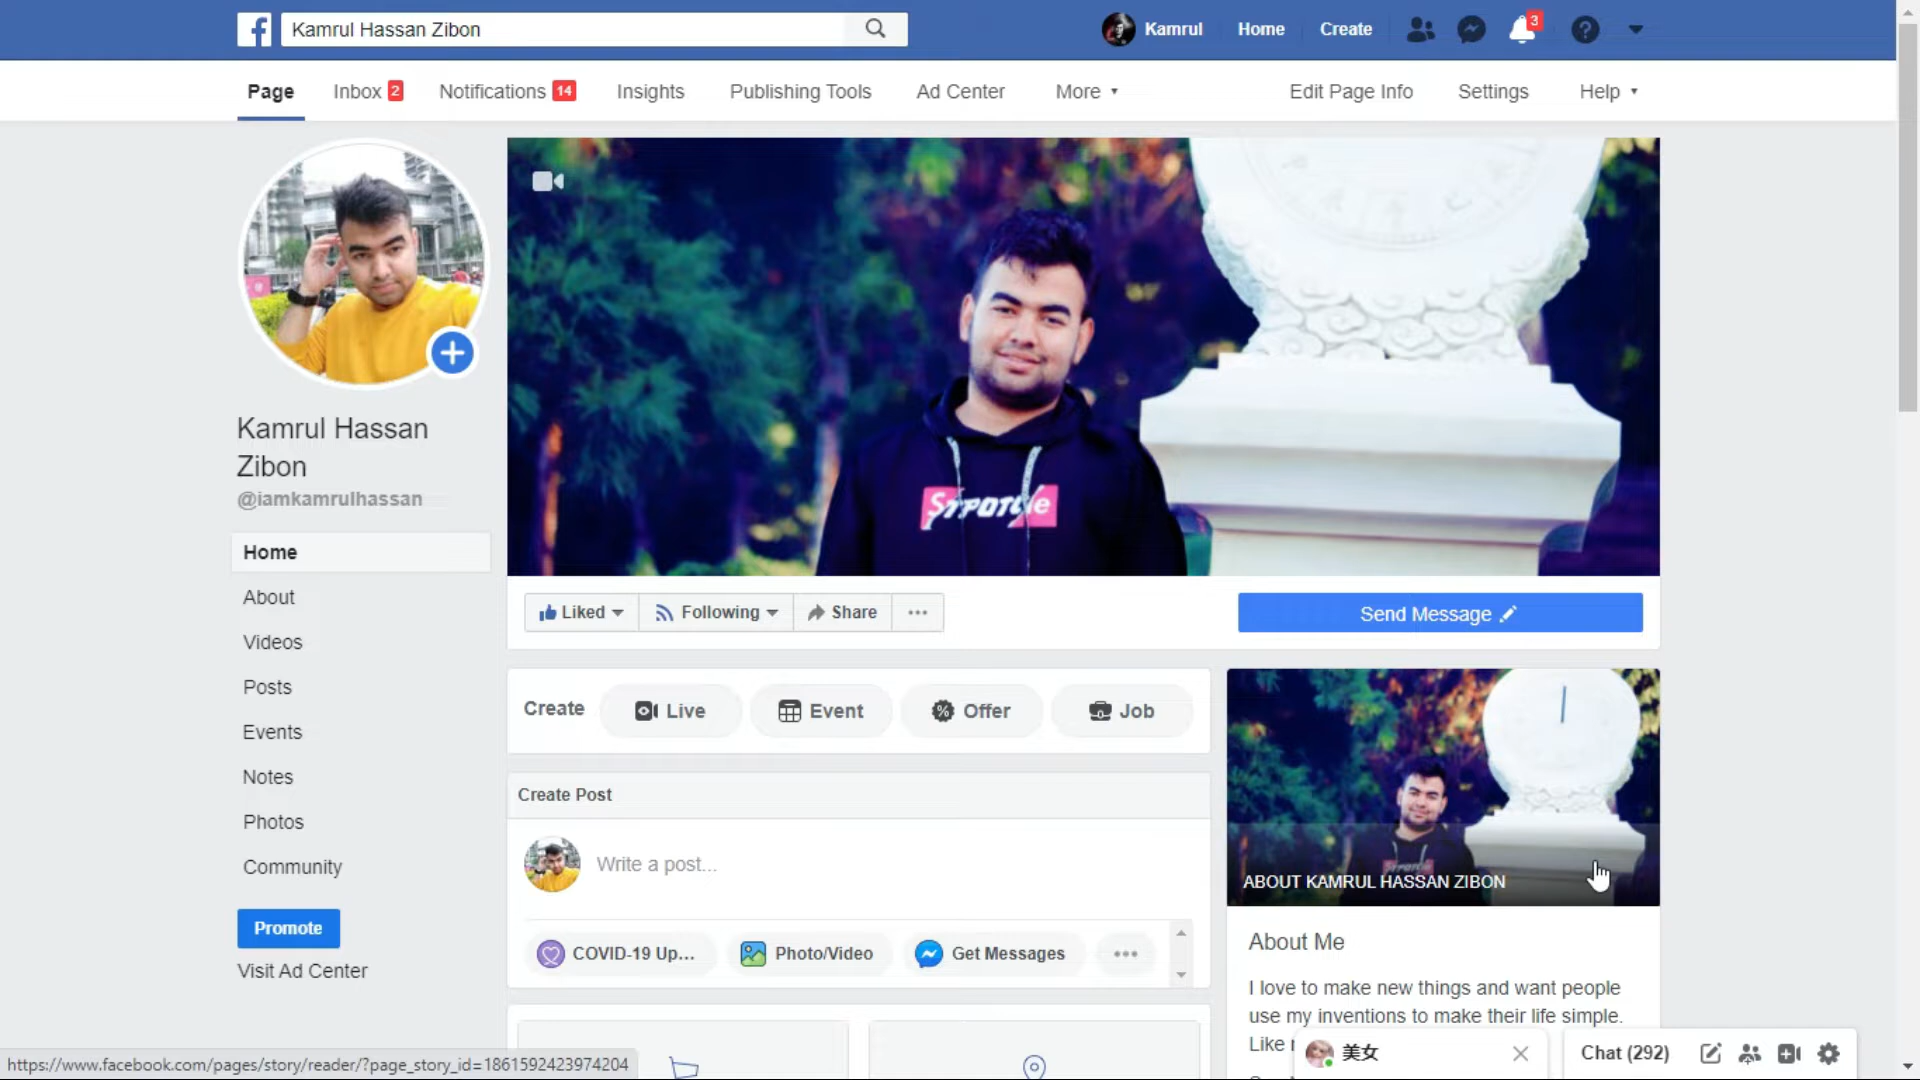 Kamrul Hassan Zibon
Kamrul
Home
Create
3
Page
Inbox 2
Notifications 14
Insights
Publishing Tools
Ad Center
More
Edit Page Info
Settings
Help
Kamrul Hassan
Zibon
@iamkamrulhassan
Home
About
Videos
Posts
Events
Notes
Photos
Community
Promote
Visit Ad Center
Liked
Following
Share
Send Message
Create
Live
Event
Offer
Job
Create Post
Write a post...
COVID-19 Up...
Photo/Video
Get Messages
ABOUT KAMRUL HASSAN ZIBON
About Me
I love to make new things and want people
use my inventions to make their life simple.
Like
美女
Chat (292)
https://www.facebook.com/pages/story/reader/?page_story_id=1861592423974204